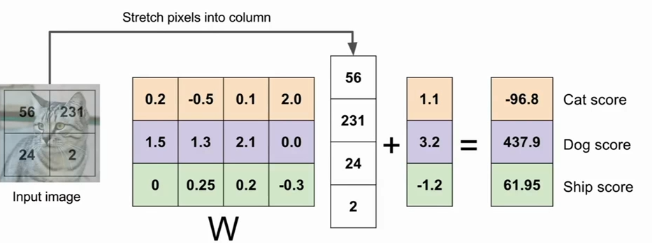 Stretch pixels into column
56 231
24 2
Input image
0.2 -0.5 0.1 2.0
1.5 1.3 2.1 0.0
0 0.25 0.2 -0.3
W
56
231
24
2
+
1.1
3.2
-1.2
=
-96.8 Cat score
437.9 Dog score
61.95 Ship score